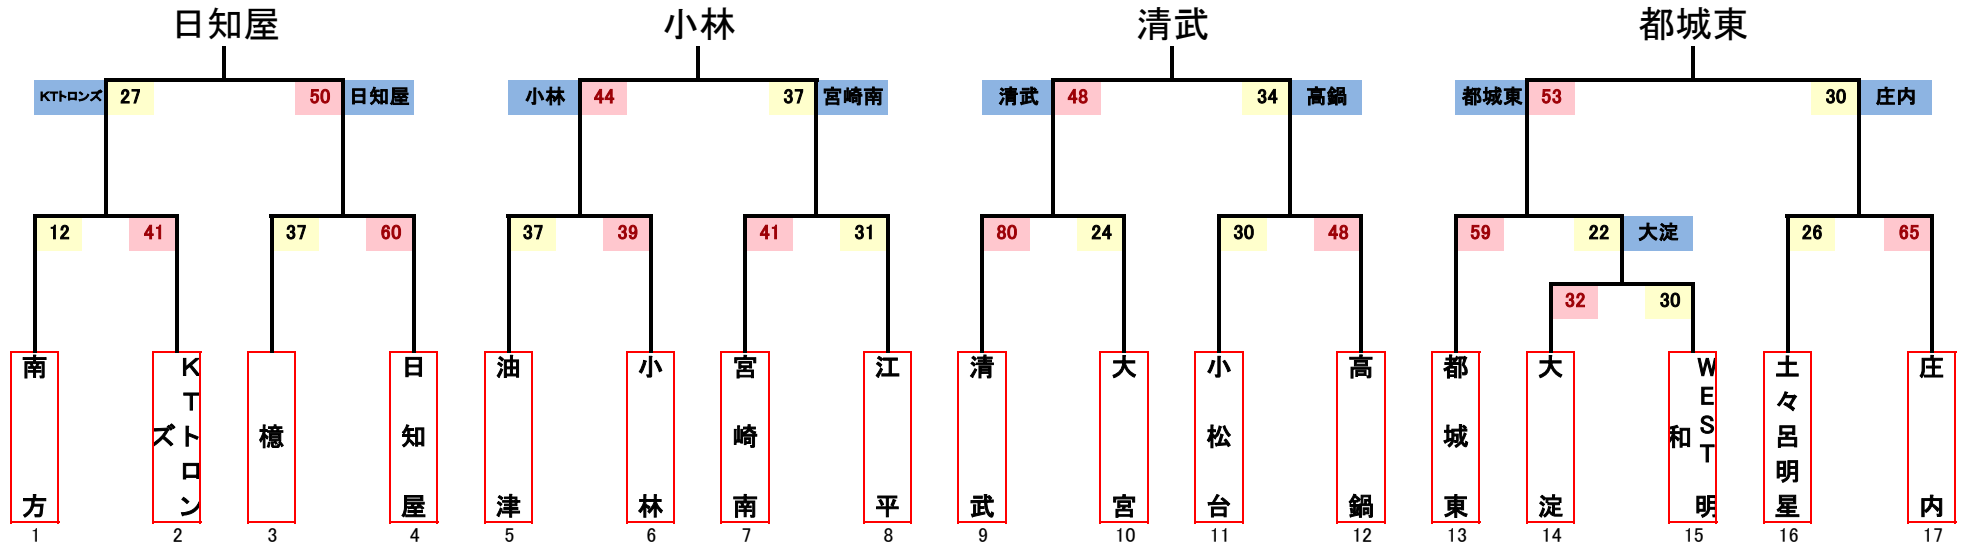 日知屋 小林 清武 都城東
KTトロンズ 27 50 日知屋 小林 44 37 宮崎南 清武 48 34 高鍋 都城東 53 30 庄内
12 41 37 60 37 39 41 31 80 24 30 48 59 22 大淀 26 65
32 30
南方
KTトロンズ
檍
日知屋
油津
小林
宮崎南
江平
清武
大宮
小松台
高鍋
都城東
大淀
WEST明和
土々呂明星
庄内
1 2 3 4 5 6 7 8 9 10 11 12 13 14 15 16 17